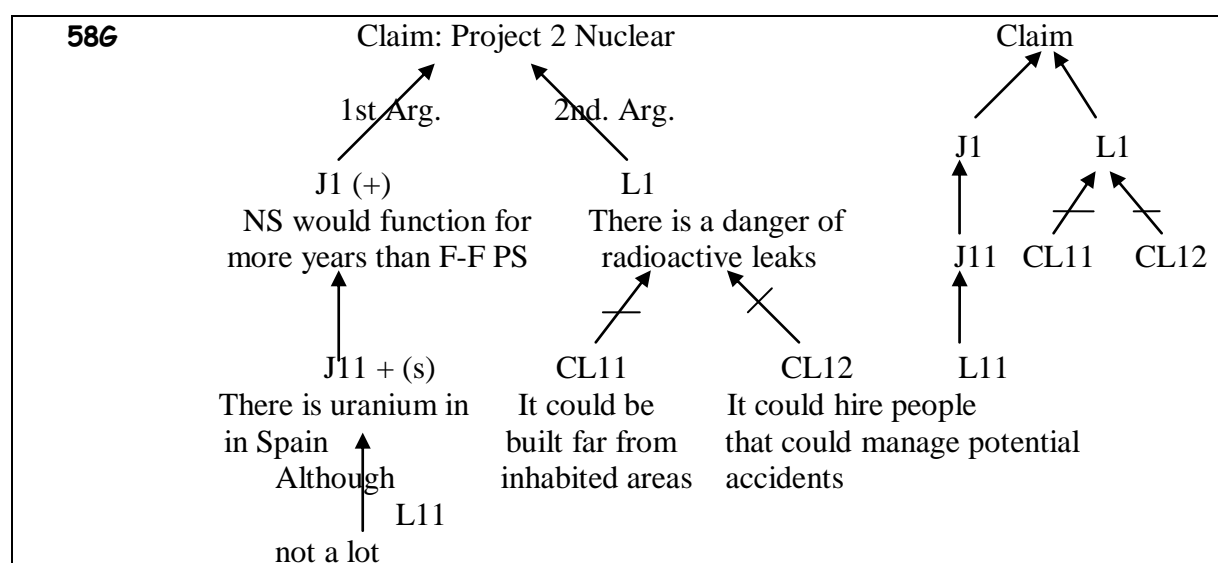 58G Claim: Project 2 Nuclear Claim
1st Arg. 2nd. Arg.
J1 L1
J1 (+) L1
NS would function for There is a danger of
more years than F-F PS radioactive leaks
J11 CL11 CL12
J11 + (s) CL11 CL12 L11
There is uranium in It could be It could hire people
in Spain built far from that could manage potential
Although inhabited areas accidents
L11
not a lot